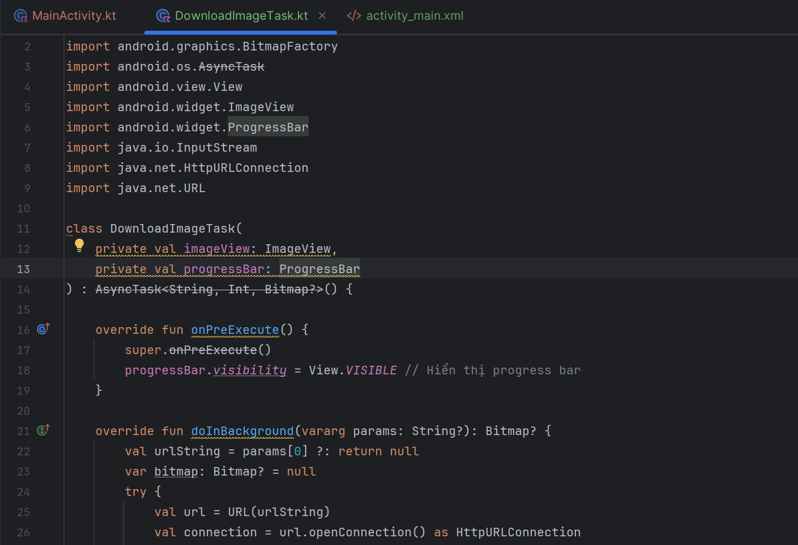 MainActivity.kt DownloadImageTask.kt activity_main.xml
2 import android.graphics.BitmapFactory
3 import android.os.AsyncTask
4 import android.view.View
5 import android.widget.ImageView
6 import android.widget.ProgressBar
7 import java.io.InputStream
8 import java.net.HttpURLConnection
9 import java.net.URL
10
11 class DownloadImageTask(
12 private val imageView: ImageView,
13 private val progressBar: ProgressBar
14 ) : AsyncTask<String, Int, Bitmap?>() {
15
16 override fun onPreExecute() {
17 super.onPreExecute()
18 progressBar.visibility = View.VISIBLE // Hiển thị progress bar
19 }
20
21 override fun doInBackground(vararg params: String?): Bitmap? {
22 val urlString = params[0] ?: return null
23 var bitmap: Bitmap? = null
24 try {
25 val url = URL(urlString)
26 val connection = url.openConnection() as HttpURLConnection